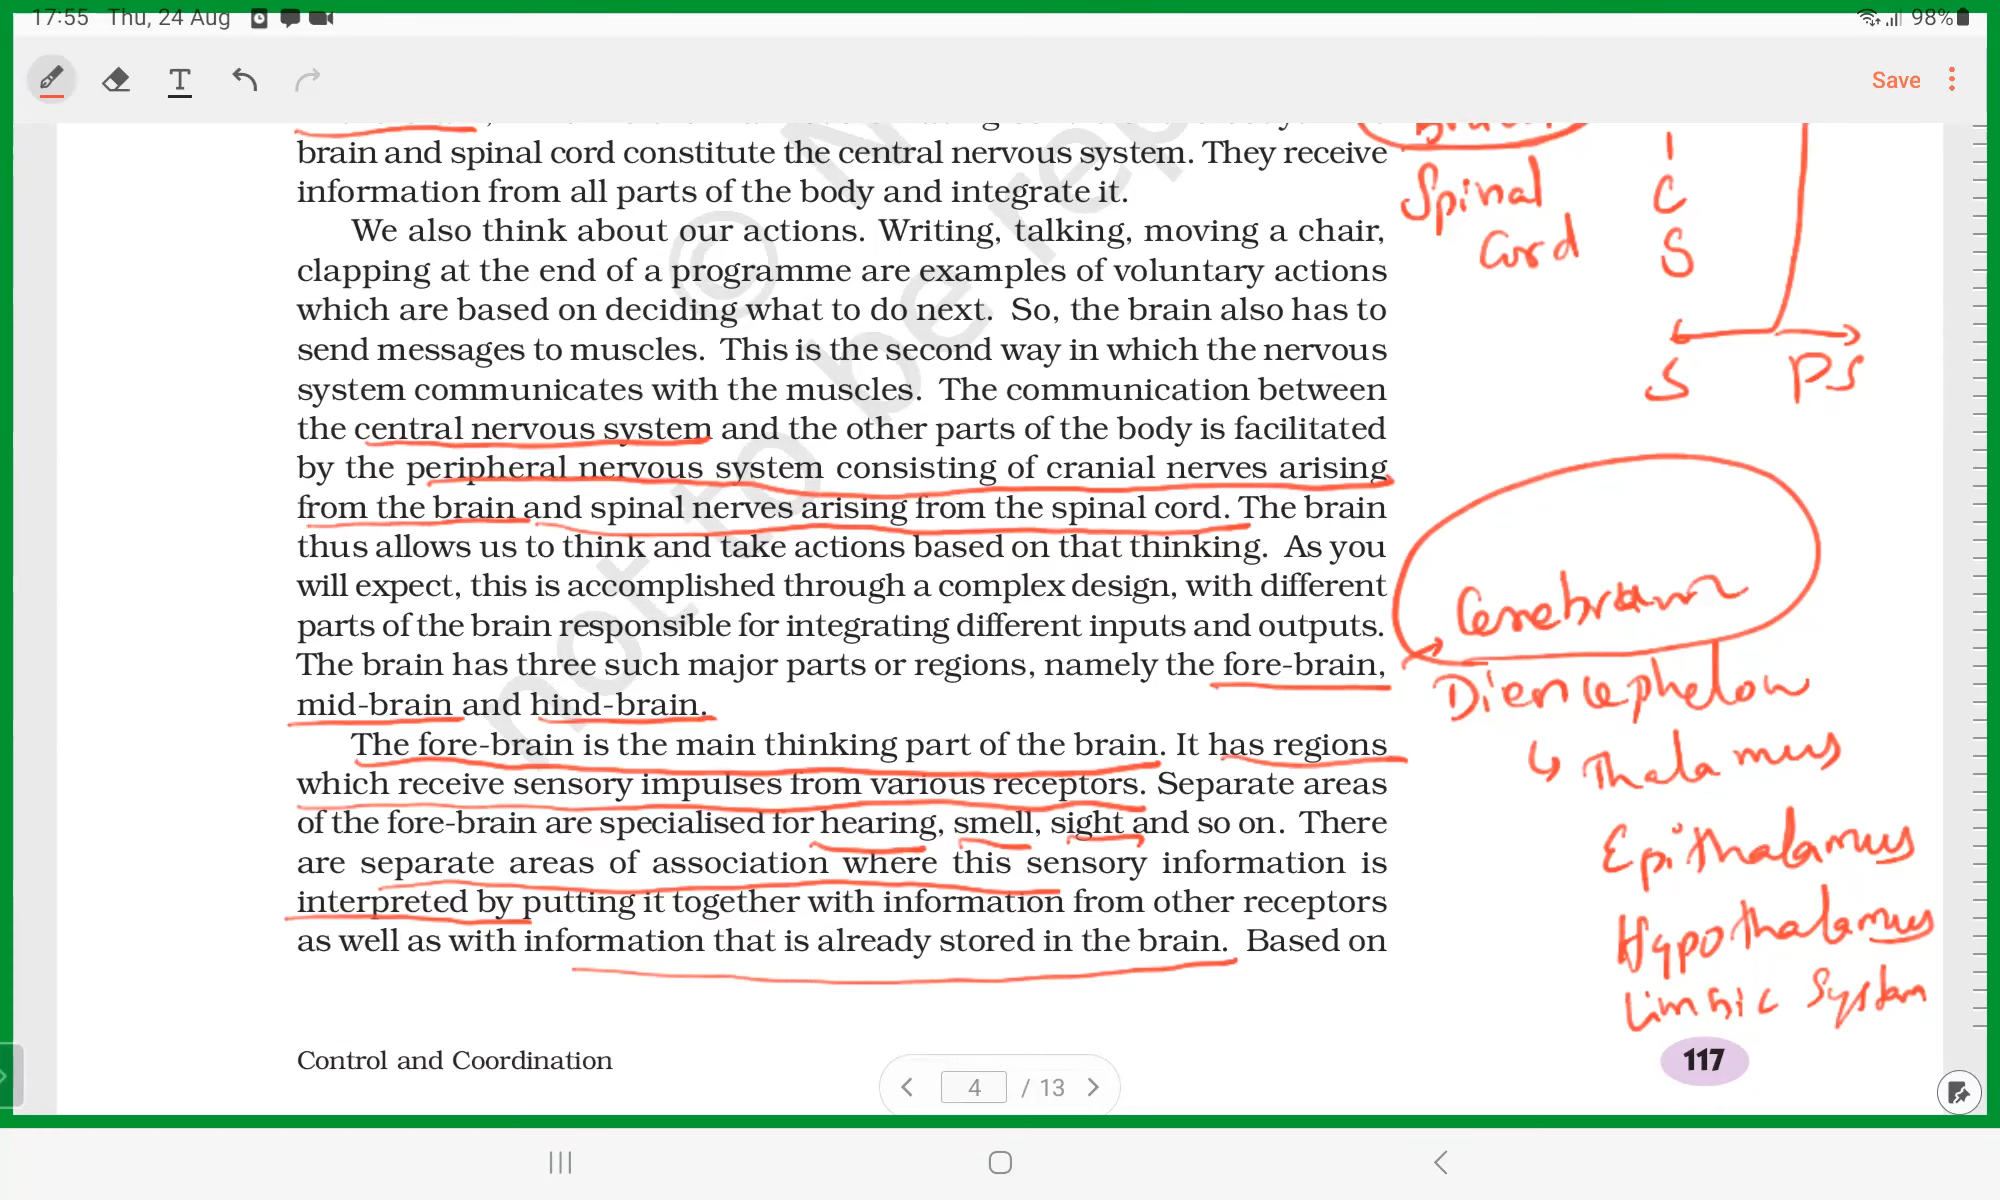 17:55 Thu, 24 Aug
98%
T
Save
brain and spinal cord constitute the central nervous system. They receive
information from all parts of the body and integrate it.
We also think about our actions. Writing, talking, moving a chair,
clapping at the end of a programme are examples of voluntary actions
which are based on deciding what to do next. So, the brain also has to
send messages to muscles. This is the second way in which the nervous
system communicates with the muscles. The communication between
the central nervous system and the other parts of the body is facilitated
by the peripheral nervous system consisting of cranial nerves arising
from the brain and spinal nerves arising from the spinal cord. The brain
thus allows us to think and take actions based on that thinking. As you
will expect, this is accomplished through a complex design, with different
parts of the brain responsible for integrating different inputs and outputs.
The brain has three such major parts or regions, namely the fore-brain,
mid-brain and hind-brain.
The fore-brain is the main thinking part of the brain. It has regions
which receive sensory impulses from various receptors. Separate areas
of the fore-brain are specialised for hearing, smell, sight and so on. There
are separate areas of association where this sensory information is
interpreted by putting it together with information from other receptors
as well as with information that is already stored in the brain. Based on
Spinal
Cord
C
S
S
PS
Cerebrum
Diencephelon
Thalamus
Epithalamus
Hypothalamus
Limbic System
© N
not to be rep
Control and Coordination
117
4 / 13